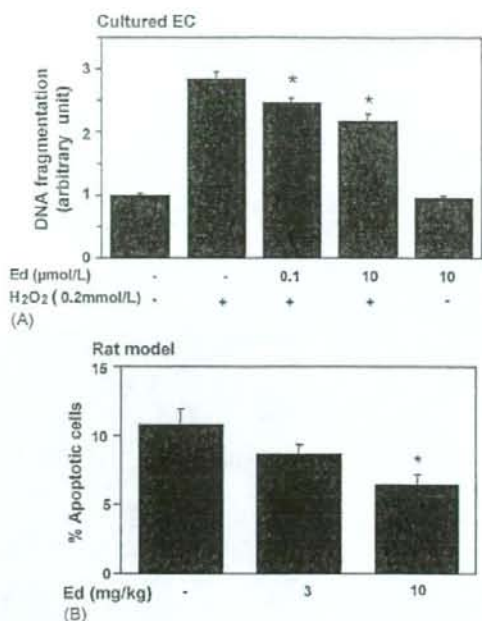 Cultured EC
DNA fragmentation
(arbitrary unit)
3
2
1
0
*
*
Ed (μmol/L) - - 0.1 10 10
H₂O₂ ( 0.2mmol/L) - + + + -
(A)
Rat model
% Apoptotic cells
15
10
5
0
*
Ed (mg/kg) - 3 10
(B)